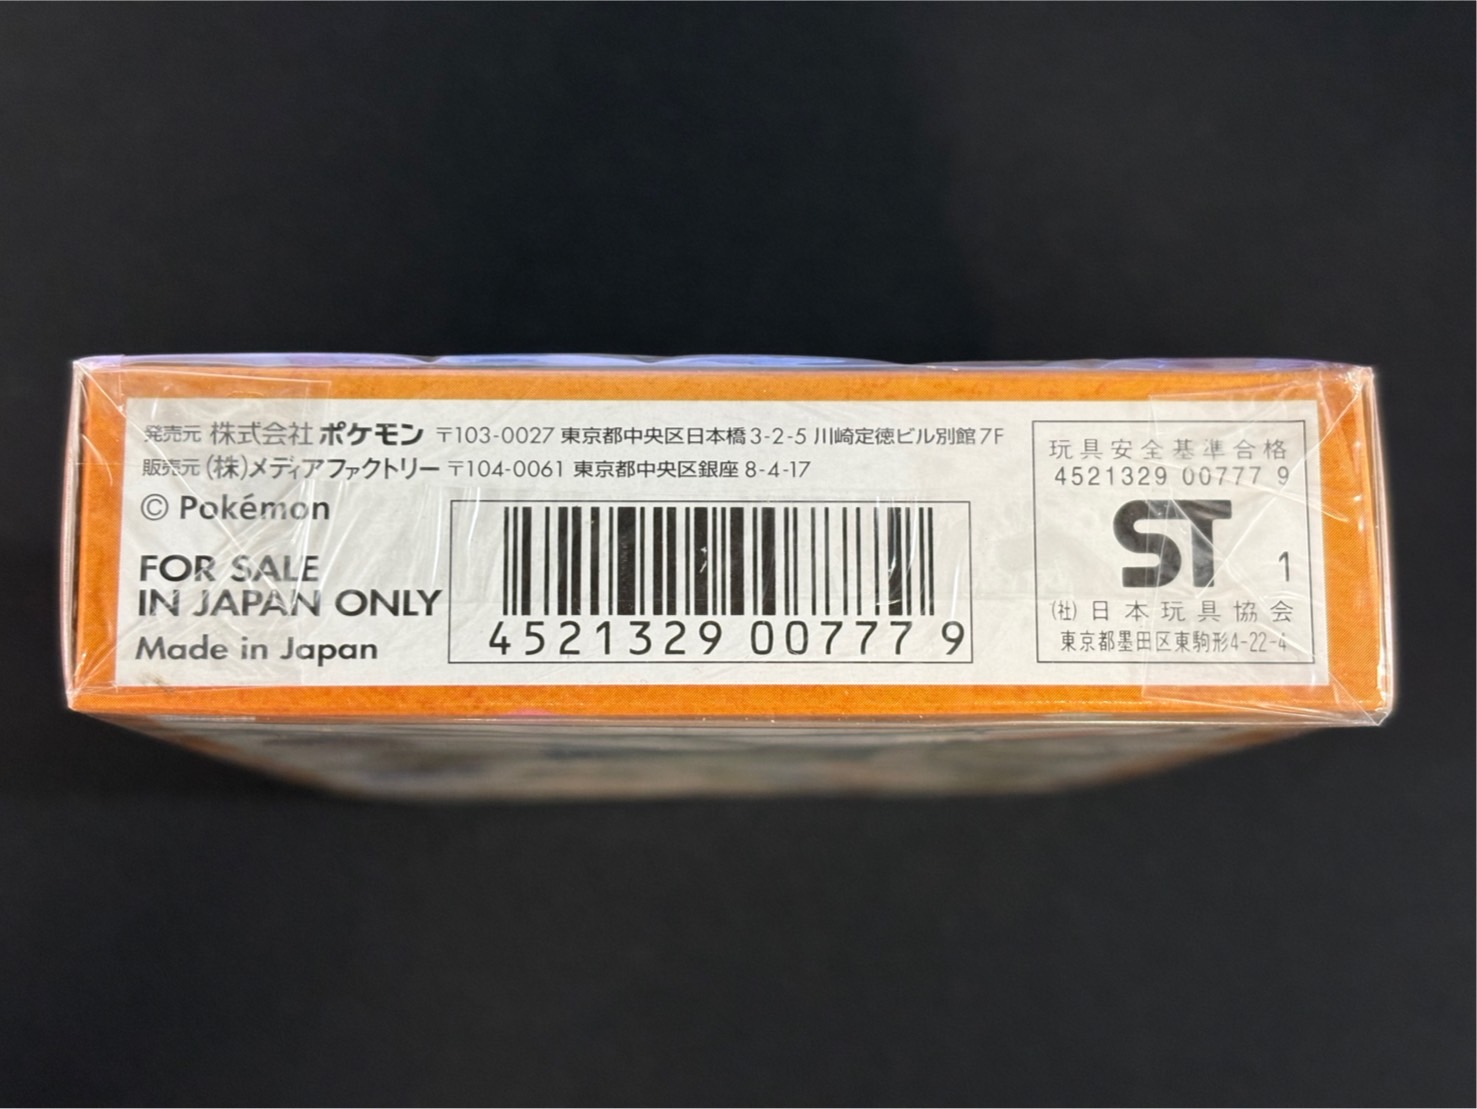 発売元 株式会社 ポケモン 〒103-0027 東京都中央区日本橋3-2-5 川崎定徳ビル別館7F
販売元 (株)メディアファクトリー 〒104-0061 東京都中央区銀座 8-4-17
© Pokémon
FOR SALE
IN JAPAN ONLY
Made in Japan
4521329 00777 9
玩具安全基準合格
4521329 00777 9
ST 1
(社)日本玩具協会
東京都墨田区東駒形4-22-4